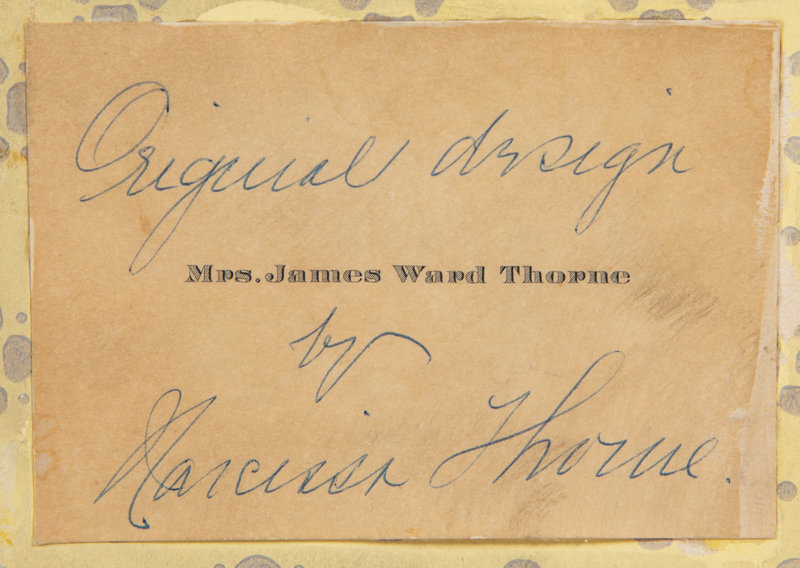 Original design
Mrs. James Ward Thorne
by
Narcissa Thorne.